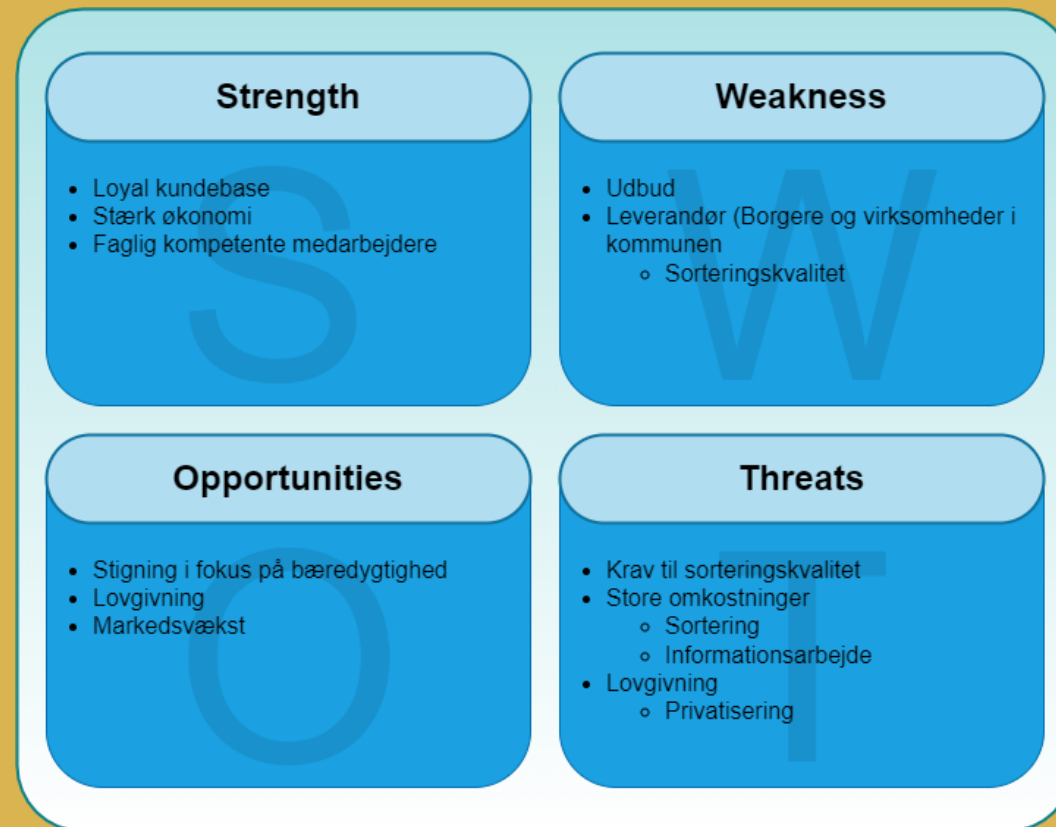 Strength
S
• Loyal kundebase
• Stærk økonomi
• Faglig kompetente medarbejdere
Weakness
W
• Udbud
• Leverandør (Borgere og virksomheder i
kommunen
◦ Sorteringskvalitet
Opportunities
O
• Stigning i fokus på bæredygtighed
• Lovgivning
• Markedsvækst
Threats
T
• Krav til sorteringskvalitet
• Store omkostninger
◦ Sortering
◦ Informationsarbejde
• Lovgivning
◦ Privatisering